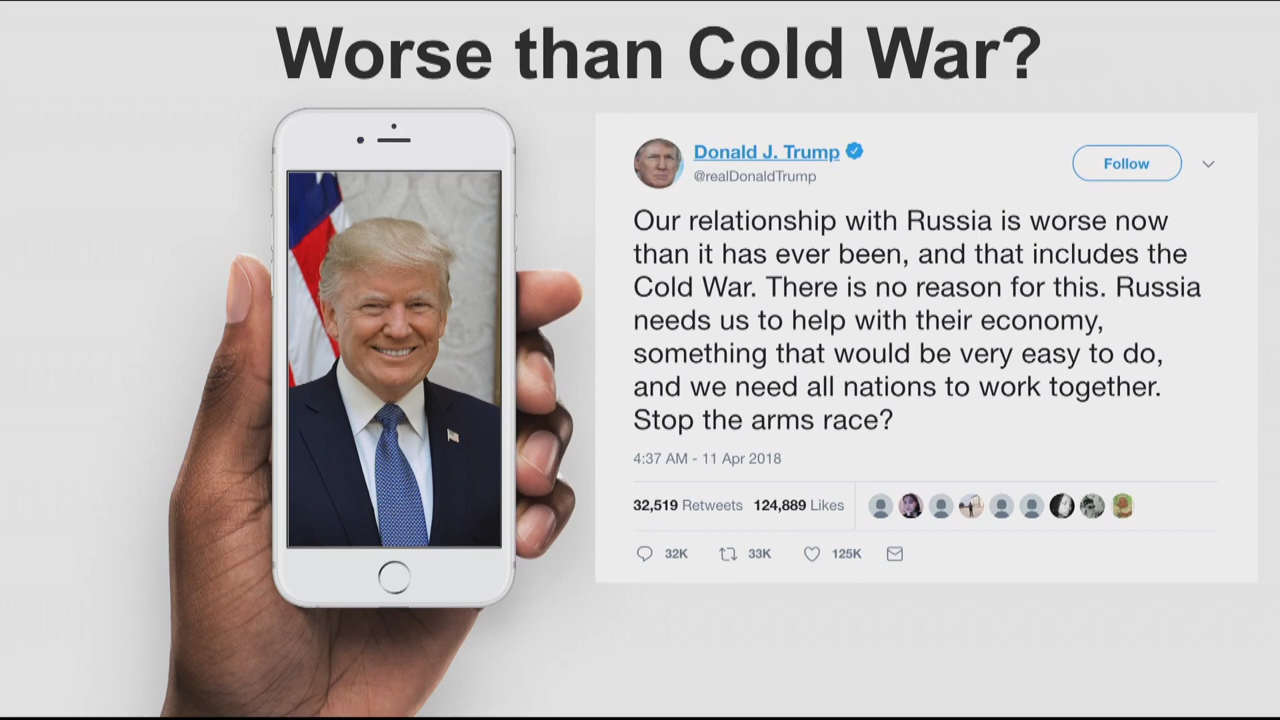 Worse than Cold War?
Donald J. Trump
@realDonaldTrump
Follow
Our relationship with Russia is worse now
than it has ever been, and that includes the
Cold War. There is no reason for this. Russia
needs us to help with their economy,
something that would be very easy to do,
and we need all nations to work together.
Stop the arms race?
4:37 AM - 11 Apr 2018
32,519 Retweets 124,889 Likes
32K 33K 125K